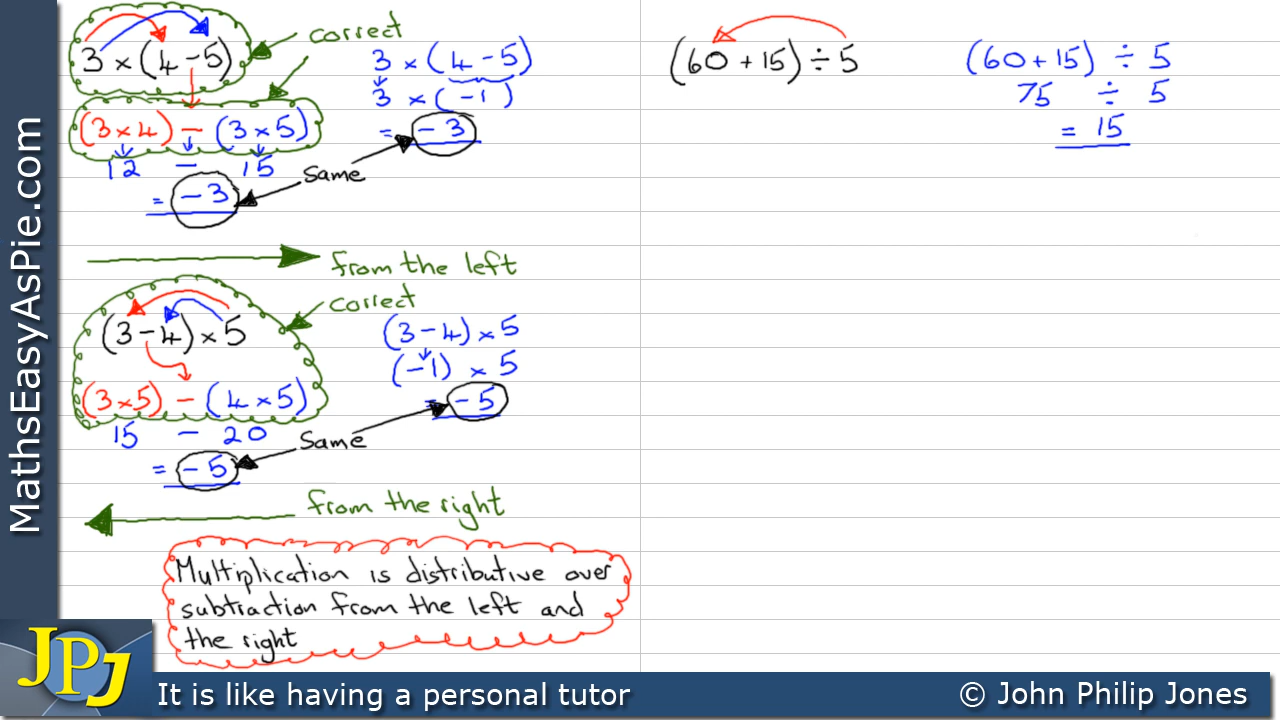 MathsEasyAsPie.com
3 × (4 − 5)
correct
(3 × 4) − (3 × 5)
12 − 15
= −3
3 × (4 − 5)
3 × (−1)
= −3
Same
from the left
correct
(3 − 4) × 5
(3 × 5) − (4 × 5)
15 − 20
= −5
(3 − 4) × 5
(−1) × 5
= −5
Same
from the right
Multiplication is distributive over
subtraction from the left and
the right
(60 + 15) ÷ 5
(60 + 15) ÷ 5
75 ÷ 5
= 15
JPJ
It is like having a personal tutor
© John Philip Jones